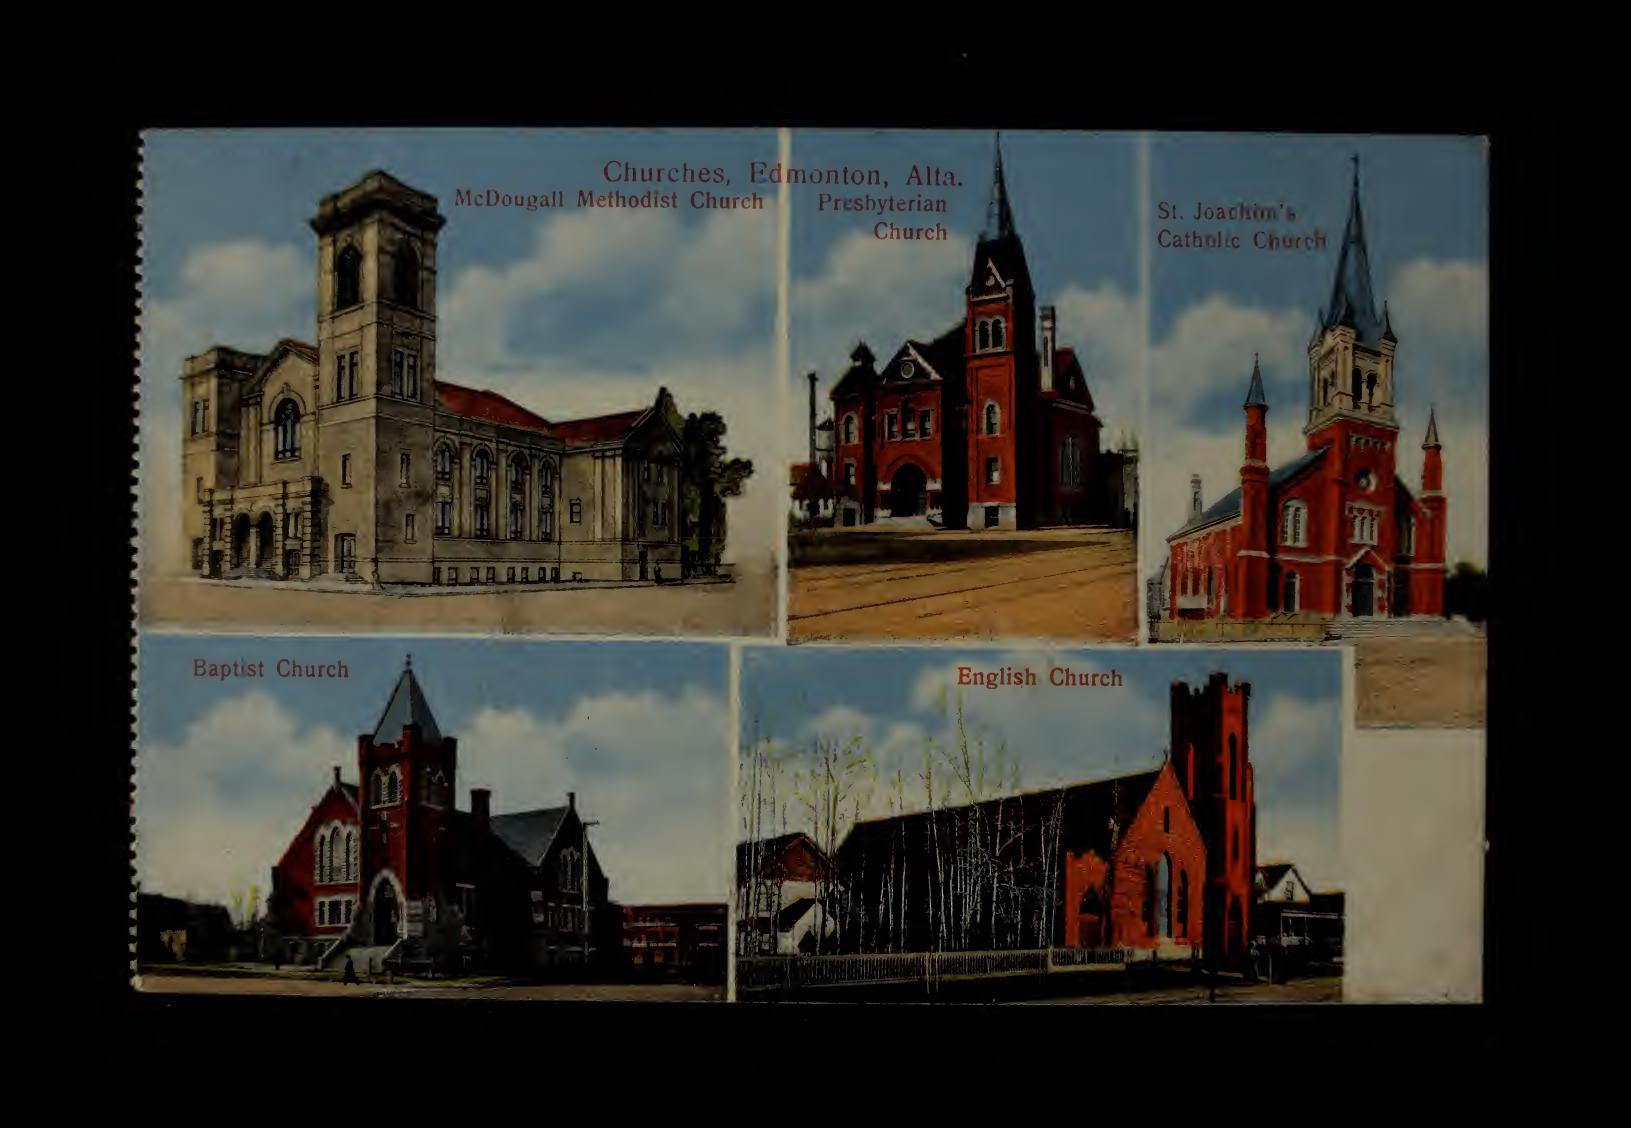 Churches, Edmonton, Alta.
McDougall Methodist Church
Presbyterian
Church
St. Joachim's
Catholic Church
Baptist Church
English Church